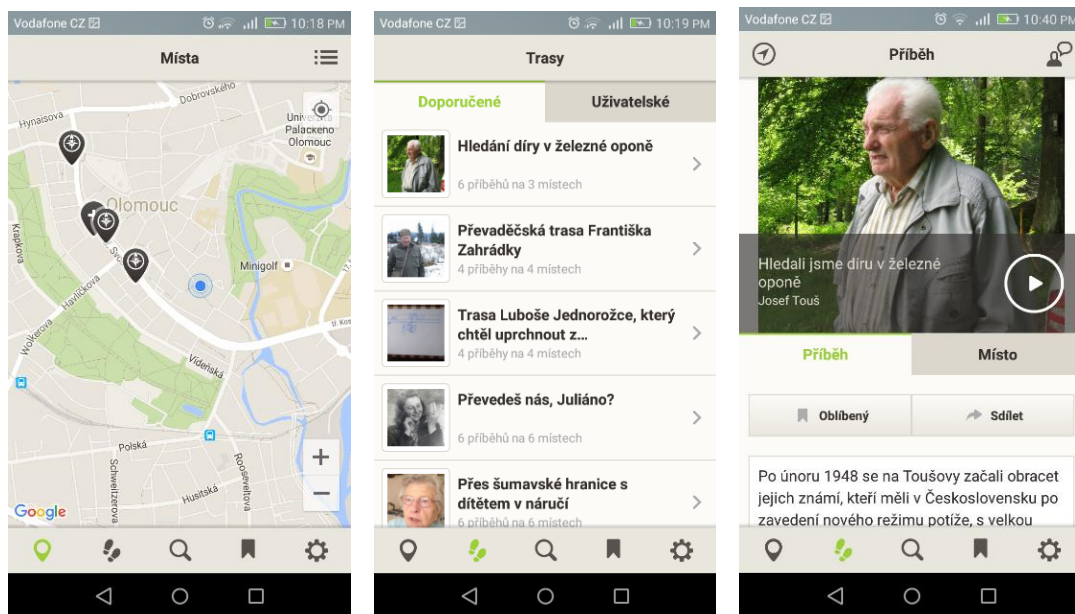 Vodafone CZ 10:18 PM
Místa
Dobrovského
Hynaisova
Palackého
Olomouc
Olomouc
Krapkova
Minigolf
Havlíčkova
Wolkerova
Vídeňská
Polská
Schweitzerova
Husitská
Rooseveltova
+
−
Google
Vodafone CZ 10:19 PM
Trasy
Doporučené Uživatelské
Hledání díry v železné oponě
6 příběhů na 3 místech
Převaděčská trasa Františka
Zahrádky
4 příběhy na 4 místech
Trasa Luboše Jednorožce, který
chtěl uprchnout z...
4 příběhy na 4 místech
Převedeš nás, Juliáno?
6 příběhů na 6 místech
Přes šumavské hranice s
dítětem v náručí
6 příběhů na 6 místech
Vodafone CZ 10:40 PM
Příběh
Hledali jsme díru v železné
oponě
Josef Touš
Příběh Místo
Oblíbený Sdílet
Po únoru 1948 se na Toušovy začali obracet
jejich známí, kteří měli v Československu po
zavedení nového režimu potíže, s velkou